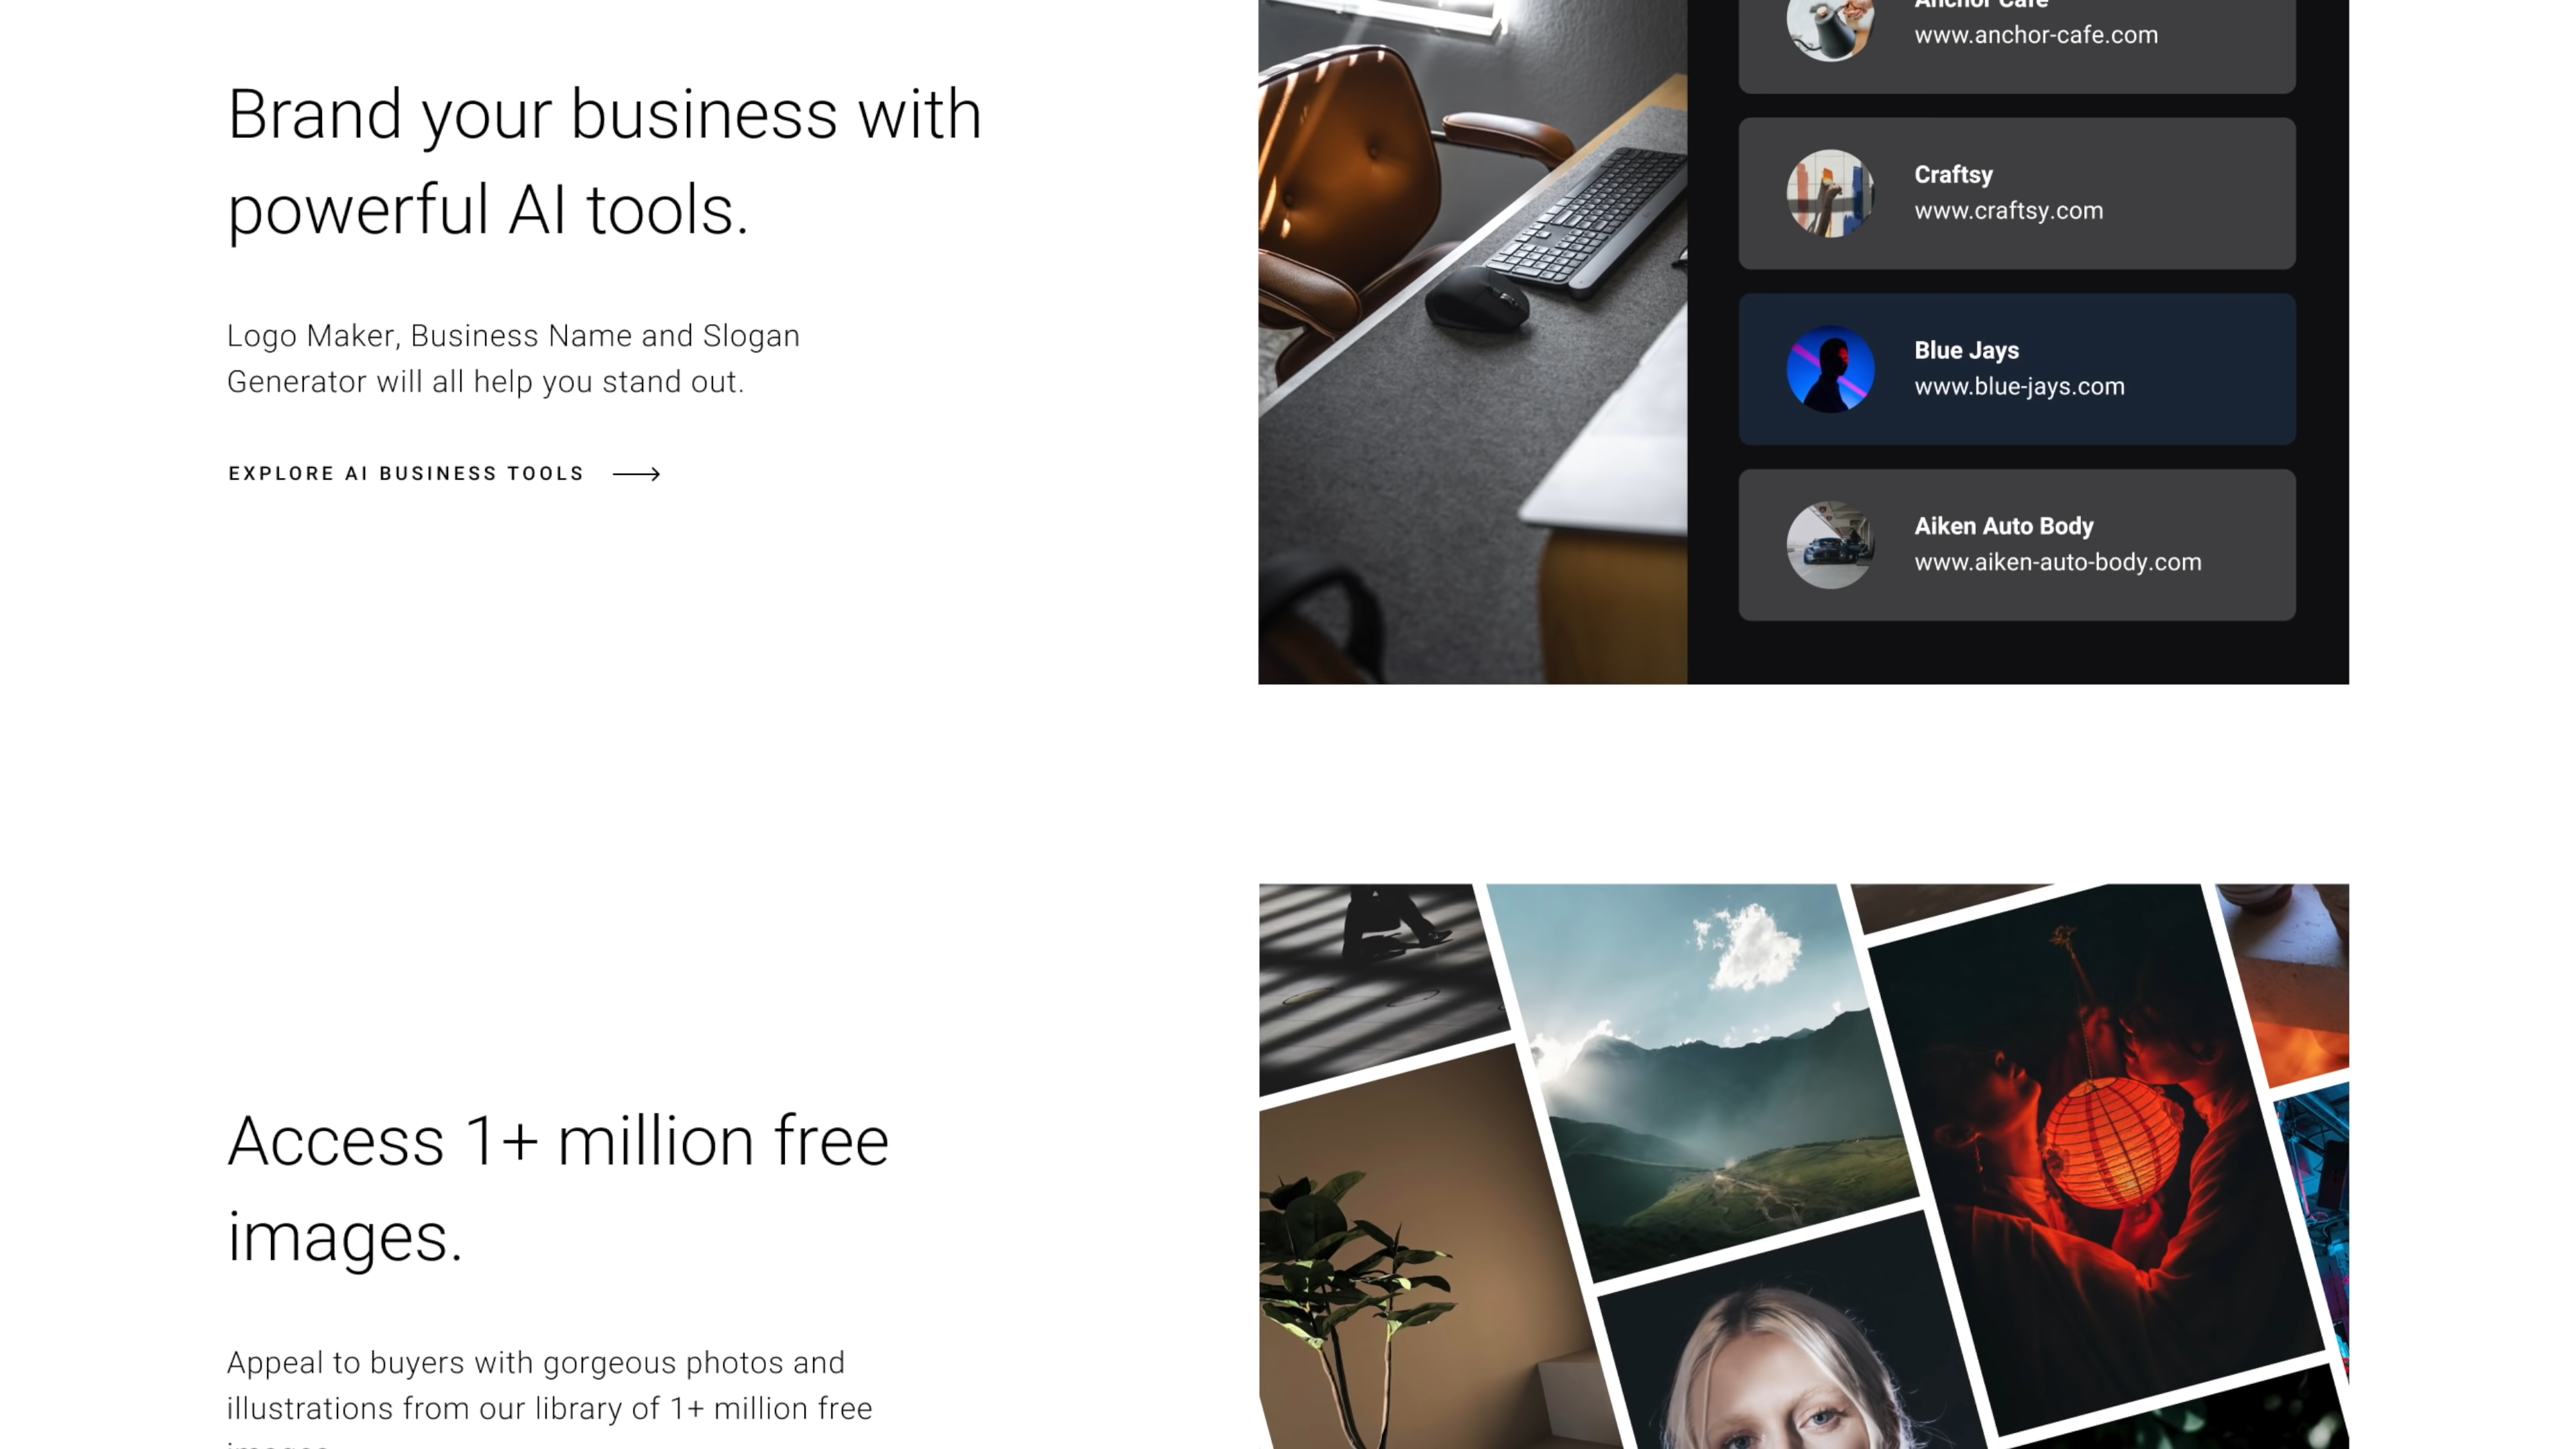 Brand your business with
powerful AI tools.
Logo Maker, Business Name and Slogan
Generator will all help you stand out.
EXPLORE AI BUSINESS TOOLS
Anchor Cafe
www.anchor-cafe.com
Craftsy
www.craftsy.com
Blue Jays
www.blue-jays.com
Aiken Auto Body
www.aiken-auto-body.com
Access 1+ million free
images.
Appeal to buyers with gorgeous photos and
illustrations from our library of 1+ million free